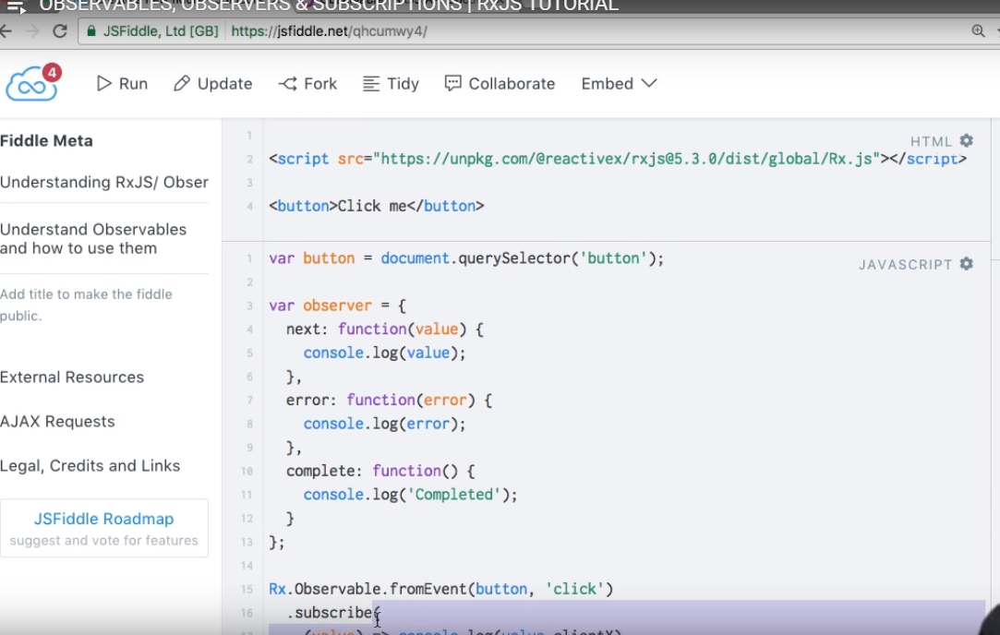 OBSERVABLES, OBSERVERS & SUBSCRIPTIONS | RxJS TUTORIAL
JSFiddle, Ltd [GB] https://jsfiddle.net/qhcumwy4/
4
Run Update Fork Tidy Collaborate Embed
Fiddle Meta
Understanding RxJS/ Obser
Understand Observables
and how to use them
Add title to make the fiddle
public.
External Resources
AJAX Requests
Legal, Credits and Links
JSFiddle Roadmap
suggest and vote for features
HTML
1
2 <script src="https://unpkg.com/@reactivex/rxjs@5.3.0/dist/global/Rx.js"></script>
3
4 <button>Click me</button>
JAVASCRIPT
1 var button = document.querySelector('button');
2
3 var observer = {
4 next: function(value) {
5 console.log(value);
6 },
7 error: function(error) {
8 console.log(error);
9 },
10 complete: function() {
11 console.log('Completed');
12 }
13 };
14
15 Rx.Observable.fromEvent(button, 'click')
16 .subscribe(
17 (value) => console.log(value.clientX)